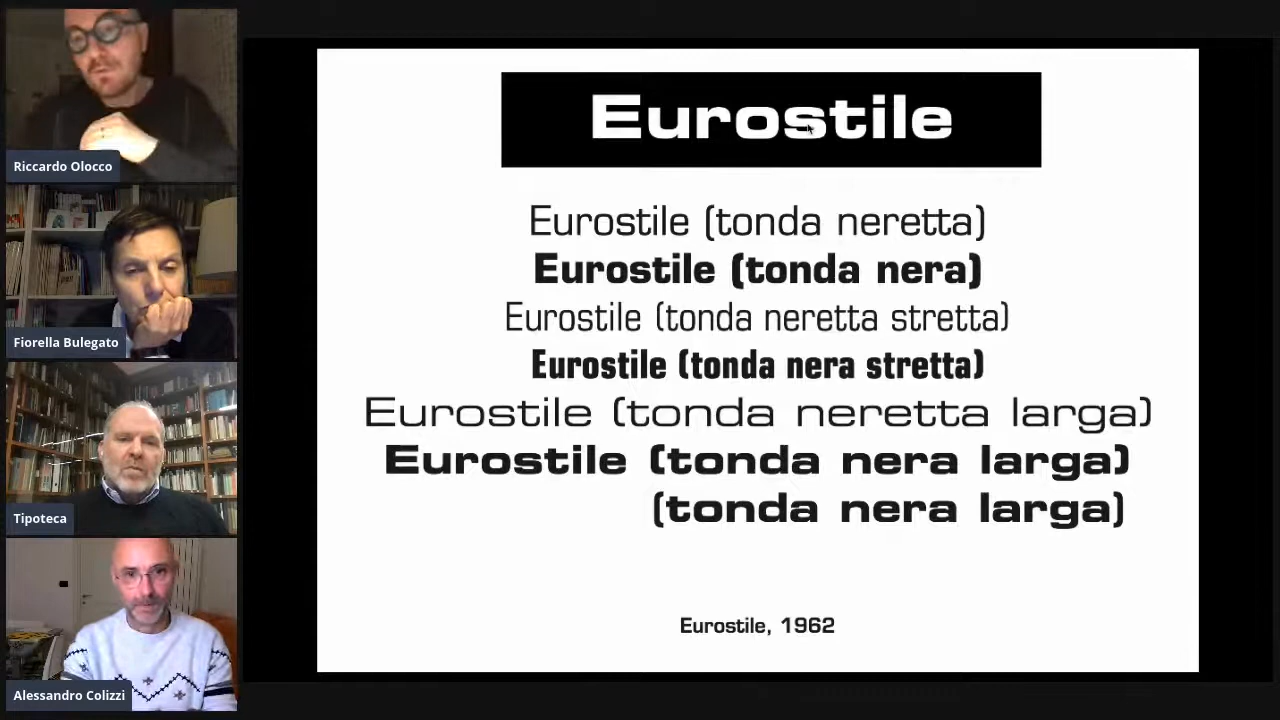 Riccardo Olocco
Fiorella Bulegato
Tipoteca
Alessandro Colizzi
Eurostile
Eurostile (tonda neretta)
Eurostile (tonda nera)
Eurostile (tonda neretta stretta)
Eurostile (tonda nera stretta)
Eurostile (tonda neretta larga)
Eurostile (tonda nera larga)
(tonda nera larga)
Eurostile, 1962